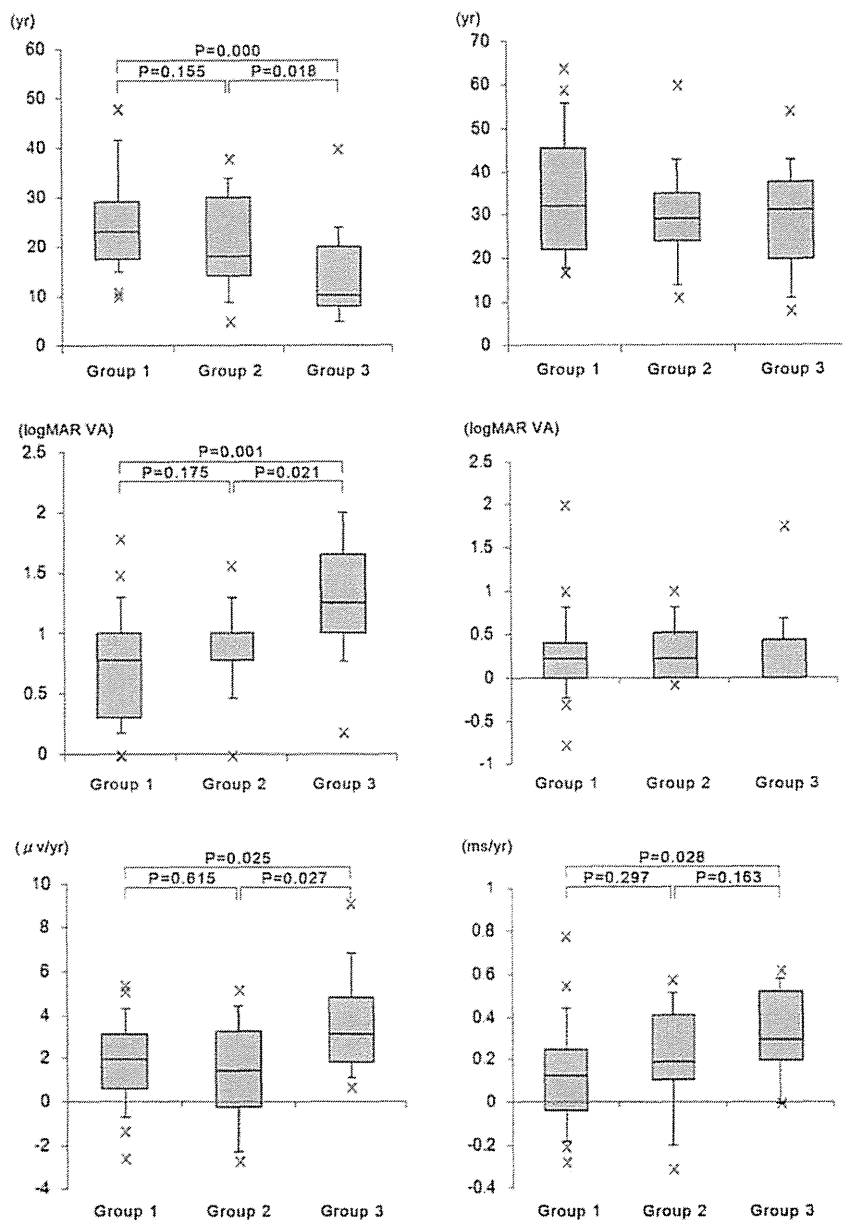 (yr)
P=0.000
P=0.155 P=0.018
60
50
40
30
20
10
0
Group 1 Group 2 Group 3
(yr)
70
60
50
40
30
20
10
0
Group 1 Group 2 Group 3
(logMAR VA)
P=0.001
P=0.175 P=0.021
2.5
2
1.5
1
0.5
0
Group 1 Group 2 Group 3
(logMAR VA)
2.5
2
1.5
1
0.5
0
-0.5
-1
Group 1 Group 2 Group 3
(μv/yr)
P=0.025
P=0.615 P=0.027
10
8
6
4
2
0
-2
-4
Group 1 Group 2 Group 3
(ms/yr)
P=0.028
P=0.297 P=0.163
1
0.8
0.6
0.4
0.2
0
-0.2
-0.4
Group 1 Group 2 Group 3